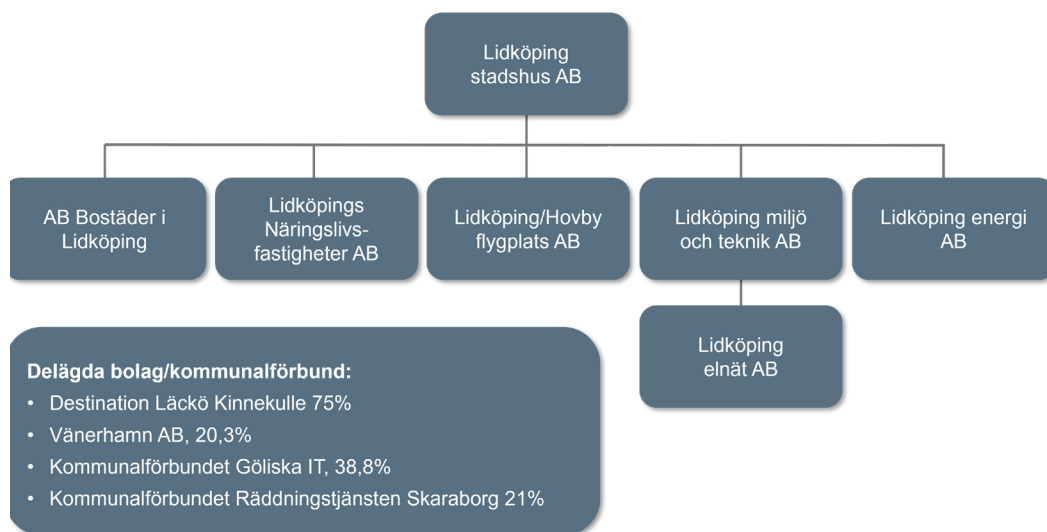 Lidköping
stadshus AB
AB Bostäder i
Lidköping
Lidköpings
Näringslivs-
fastigheter AB
Lidköping/Hovby
flygplats AB
Lidköping miljö
och teknik AB
Lidköping energi
AB
Lidköping
elnät AB
Delägda bolag/kommunalförbund:
• Destination Läckö Kinnekulle 75%
• Vänerhamn AB, 20,3%
• Kommunalförbundet Göliska IT, 38,8%
• Kommunalförbundet Räddningstjänsten Skaraborg 21%